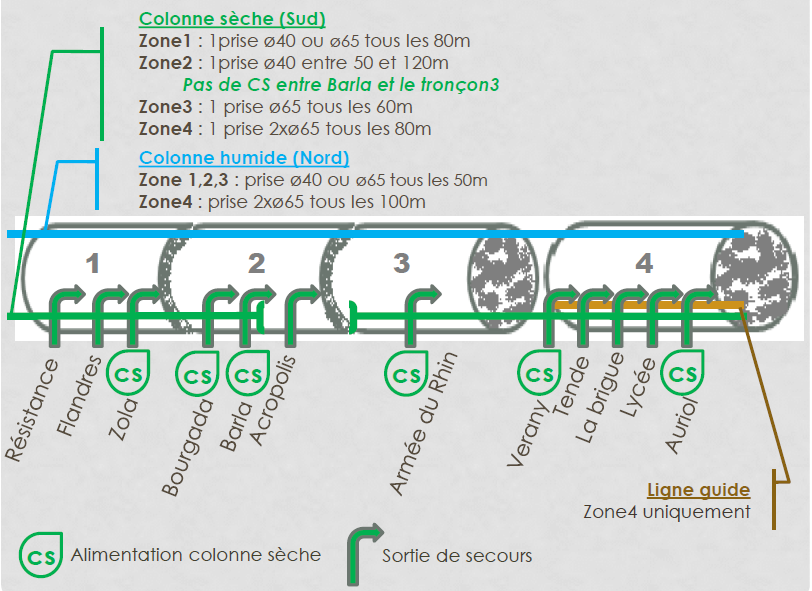 Colonne sèche (Sud)
Zone1 : 1prise ø40 ou ø65 tous les 80m
Zone2 : 1prise ø40 entre 50 et 120m
Pas de CS entre Barla et le tronçon3
Zone3 : 1 prise ø65 tous les 60m
Zone4 : 1 prise 2xø65 tous les 80m
Colonne humide (Nord)
Zone 1,2,3 : prise ø40 ou ø65 tous les 50m
Zone4 : prise 2xø65 tous les 100m
1
2
3
4
CS
CS
CS
CS
CS
CS
Résistance
Flandres
Zola
Bourgada
Barla
Acropolis
Armée du Rhin
Verany
Tende
La brigue
Lycée
Auriol
Ligne guide
Zone4 uniquement
CS
Alimentation colonne sèche
Sortie de secours